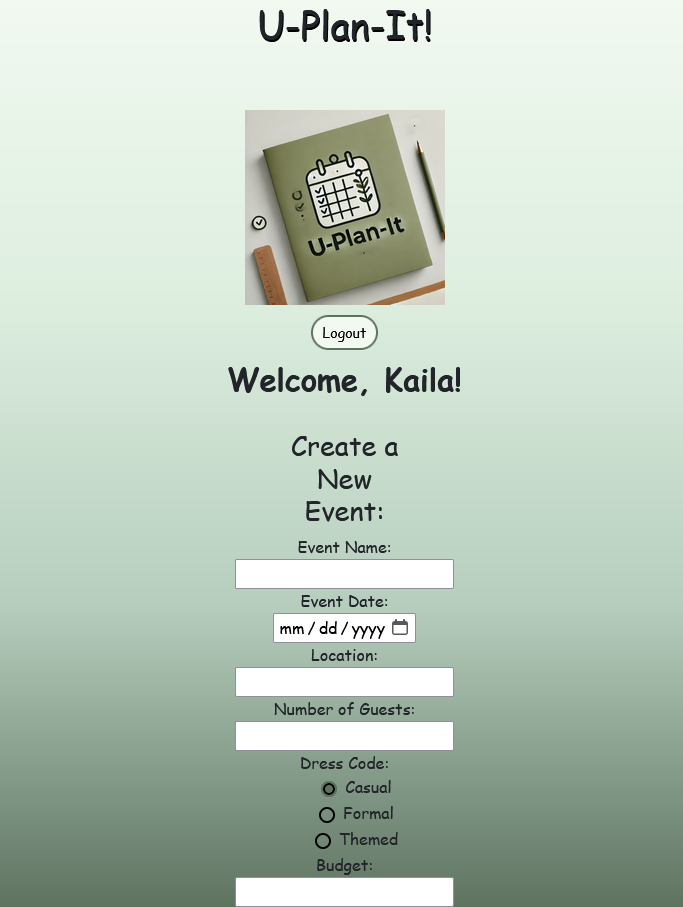 U-Plan-It!
U-Plan-It
Logout
Welcome, Kaila!
Create a
New
Event:
Event Name:
Event Date:
mm / dd / yyyy
Location:
Number of Guests:
Dress Code:
Casual
Formal
Themed
Budget: